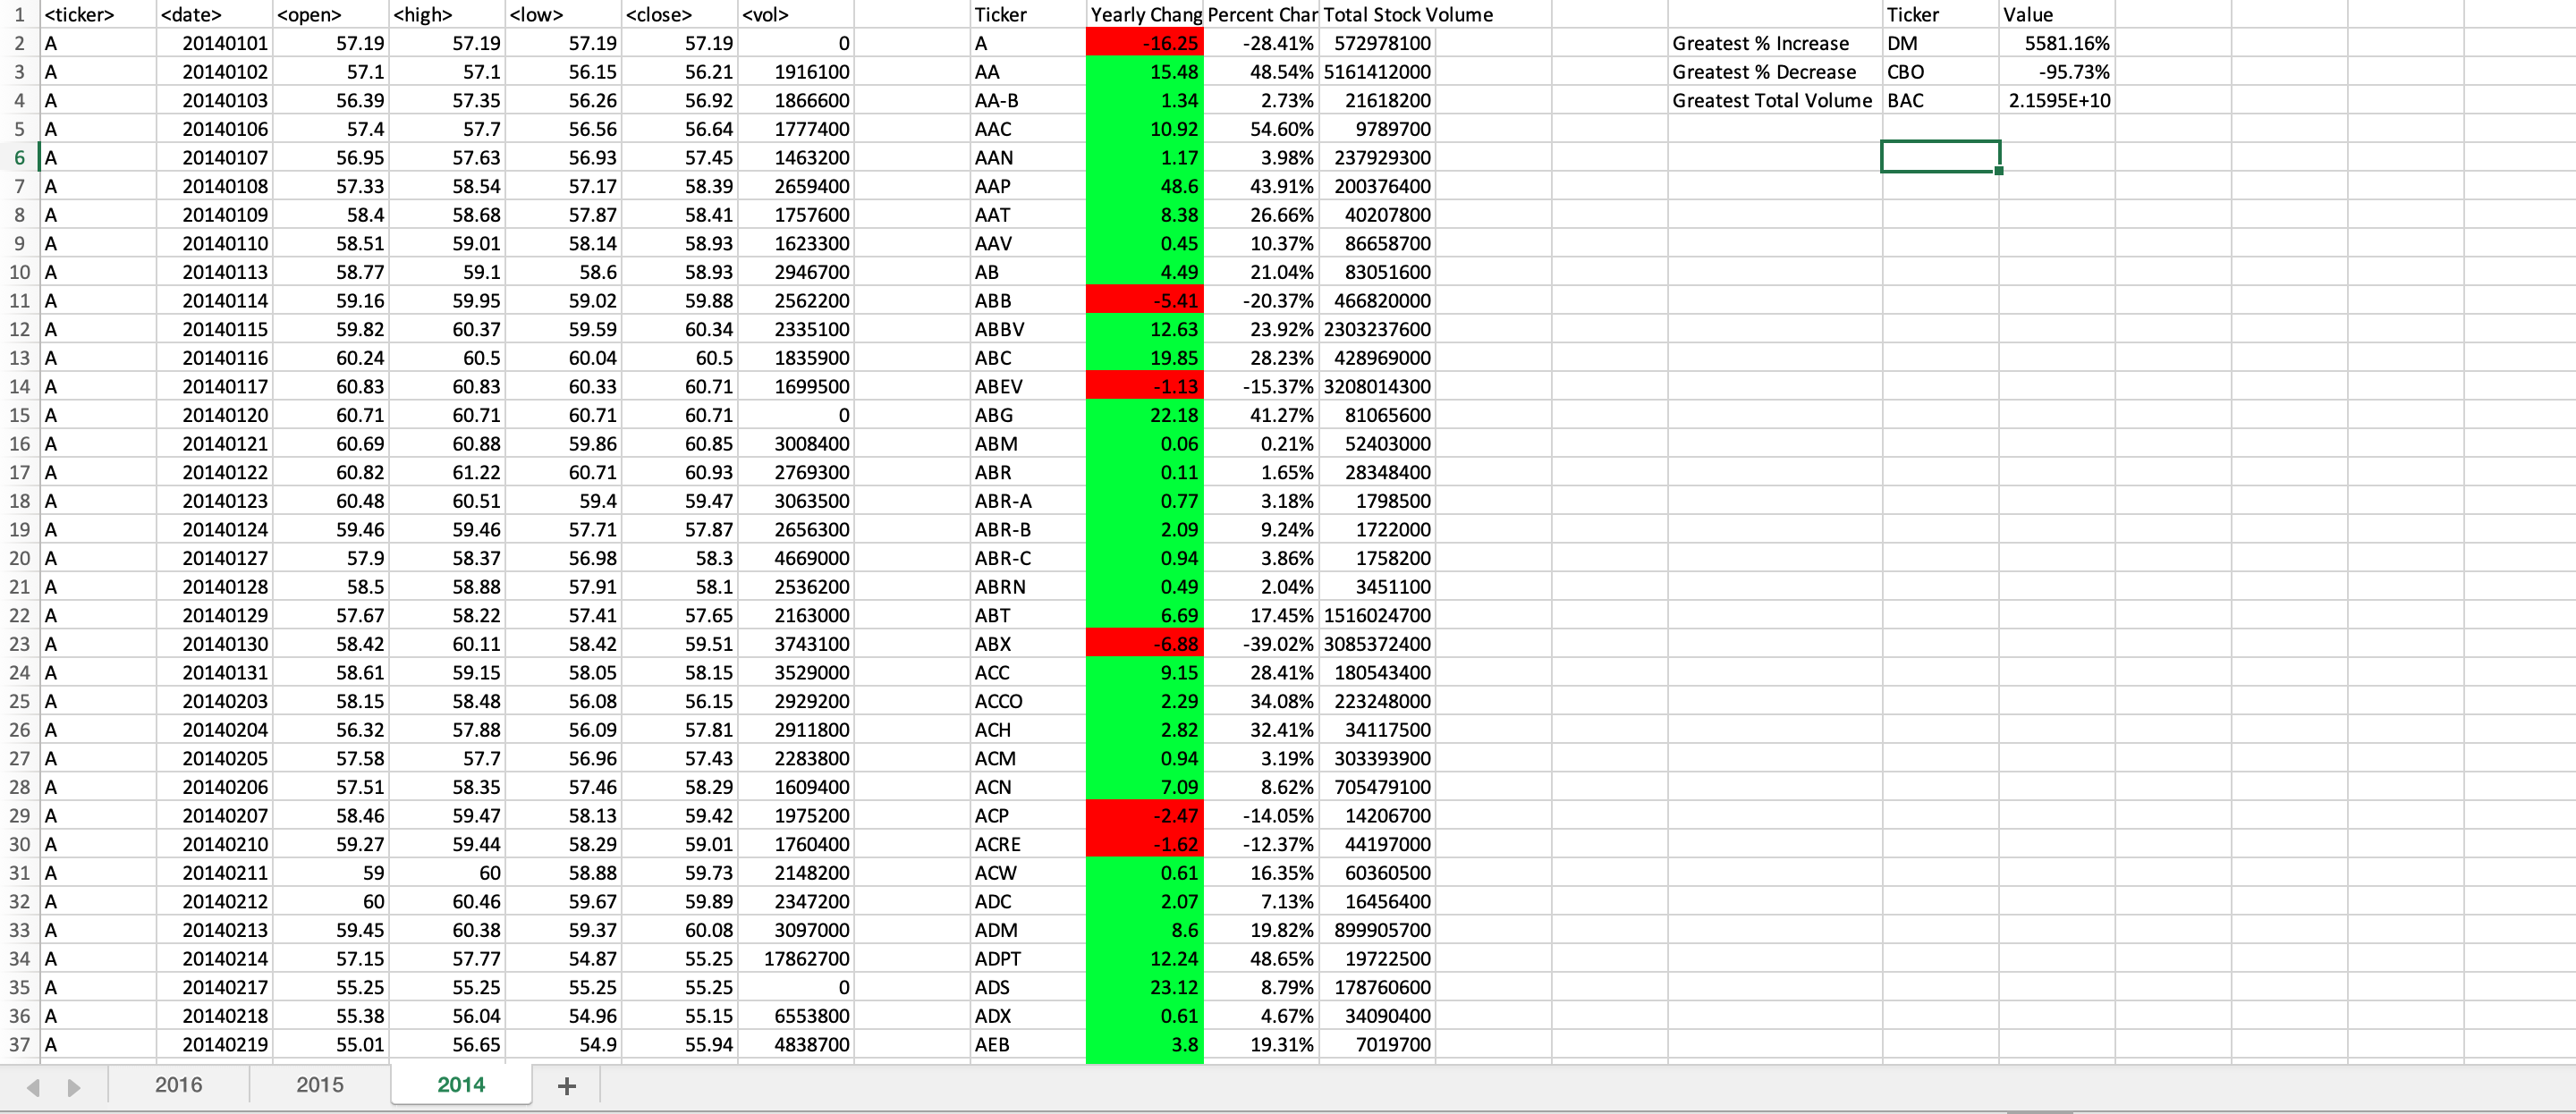 1 <ticker> <date> <open> <high> <low> <close> <vol> Ticker Yearly Chang Percent Char Total Stock Volume Ticker Value
2 A 20140101 57.19 57.19 57.19 57.19 0 A -16.25 -28.41% 572978100 Greatest % Increase DM 5581.16%
3 A 20140102 57.1 57.1 56.15 56.21 1916100 AA 15.48 48.54% 5161412000 Greatest % Decrease CBO -95.73%
4 A 20140103 56.39 57.35 56.26 56.92 1866600 AA-B 1.34 2.73% 21618200 Greatest Total Volume BAC 2.1595E+10
5 A 20140106 57.4 57.7 56.56 56.64 1777400 AAC 10.92 54.60% 9789700
6 A 20140107 56.95 57.63 56.93 57.45 1463200 AAN 1.17 3.98% 237929300
7 A 20140108 57.33 58.54 57.17 58.39 2659400 AAP 48.6 43.91% 200376400
8 A 20140109 58.4 58.68 57.87 58.41 1757600 AAT 8.38 26.66% 40207800
9 A 20140110 58.51 59.01 58.14 58.93 1623300 AAV 0.45 10.37% 86658700
10 A 20140113 58.77 59.1 58.6 58.93 2946700 AB 4.49 21.04% 83051600
11 A 20140114 59.16 59.95 59.02 59.88 2562200 ABB -5.41 -20.37% 466820000
12 A 20140115 59.82 60.37 59.59 60.34 2335100 ABBV 12.63 23.92% 2303237600
13 A 20140116 60.24 60.5 60.04 60.5 1835900 ABC 19.85 28.23% 428969000
14 A 20140117 60.83 60.83 60.33 60.71 1699500 ABEV -1.13 -15.37% 3208014300
15 A 20140120 60.71 60.71 60.71 60.71 0 ABG 22.18 41.27% 81065600
16 A 20140121 60.69 60.88 59.86 60.85 3008400 ABM 0.06 0.21% 52403000
17 A 20140122 60.82 61.22 60.71 60.93 2769300 ABR 0.11 1.65% 28348400
18 A 20140123 60.48 60.51 59.4 59.47 3063500 ABR-A 0.77 3.18% 1798500
19 A 20140124 59.46 59.46 57.71 57.87 2656300 ABR-B 2.09 9.24% 1722000
20 A 20140127 57.9 58.37 56.98 58.3 4669000 ABR-C 0.94 3.86% 1758200
21 A 20140128 58.5 58.88 57.91 58.1 2536200 ABRN 0.49 2.04% 3451100
22 A 20140129 57.67 58.22 57.41 57.65 2163000 ABT 6.69 17.45% 1516024700
23 A 20140130 58.42 60.11 58.42 59.51 3743100 ABX -6.88 -39.02% 3085372400
24 A 20140131 58.61 59.15 58.05 58.15 3529000 ACC 9.15 28.41% 180543400
25 A 20140203 58.15 58.48 56.08 56.15 2929200 ACCO 2.29 34.08% 223248000
26 A 20140204 56.32 57.88 56.09 57.81 2911800 ACH 2.82 32.41% 34117500
27 A 20140205 57.58 57.7 56.96 57.43 2283800 ACM 0.94 3.19% 303393900
28 A 20140206 57.51 58.35 57.46 58.29 1609400 ACN 7.09 8.62% 705479100
29 A 20140207 58.46 59.47 58.13 59.42 1975200 ACP -2.47 -14.05% 14206700
30 A 20140210 59.27 59.44 58.29 59.01 1760400 ACRE -1.62 -12.37% 44197000
31 A 20140211 59 60 58.88 59.73 2148200 ACW 0.61 16.35% 60360500
32 A 20140212 60 60.46 59.67 59.89 2347200 ADC 2.07 7.13% 16456400
33 A 20140213 59.45 60.38 59.37 60.08 3097000 ADM 8.6 19.82% 899905700
34 A 20140214 57.15 57.77 54.87 55.25 17862700 ADPT 12.24 48.65% 19722500
35 A 20140217 55.25 55.25 55.25 55.25 0 ADS 23.12 8.79% 178760600
36 A 20140218 55.38 56.04 54.96 55.15 6553800 ADX 0.61 4.67% 34090400
37 A 20140219 55.01 56.65 54.9 55.94 4838700 AEB 3.8 19.31% 7019700
2016 2015 2014 +